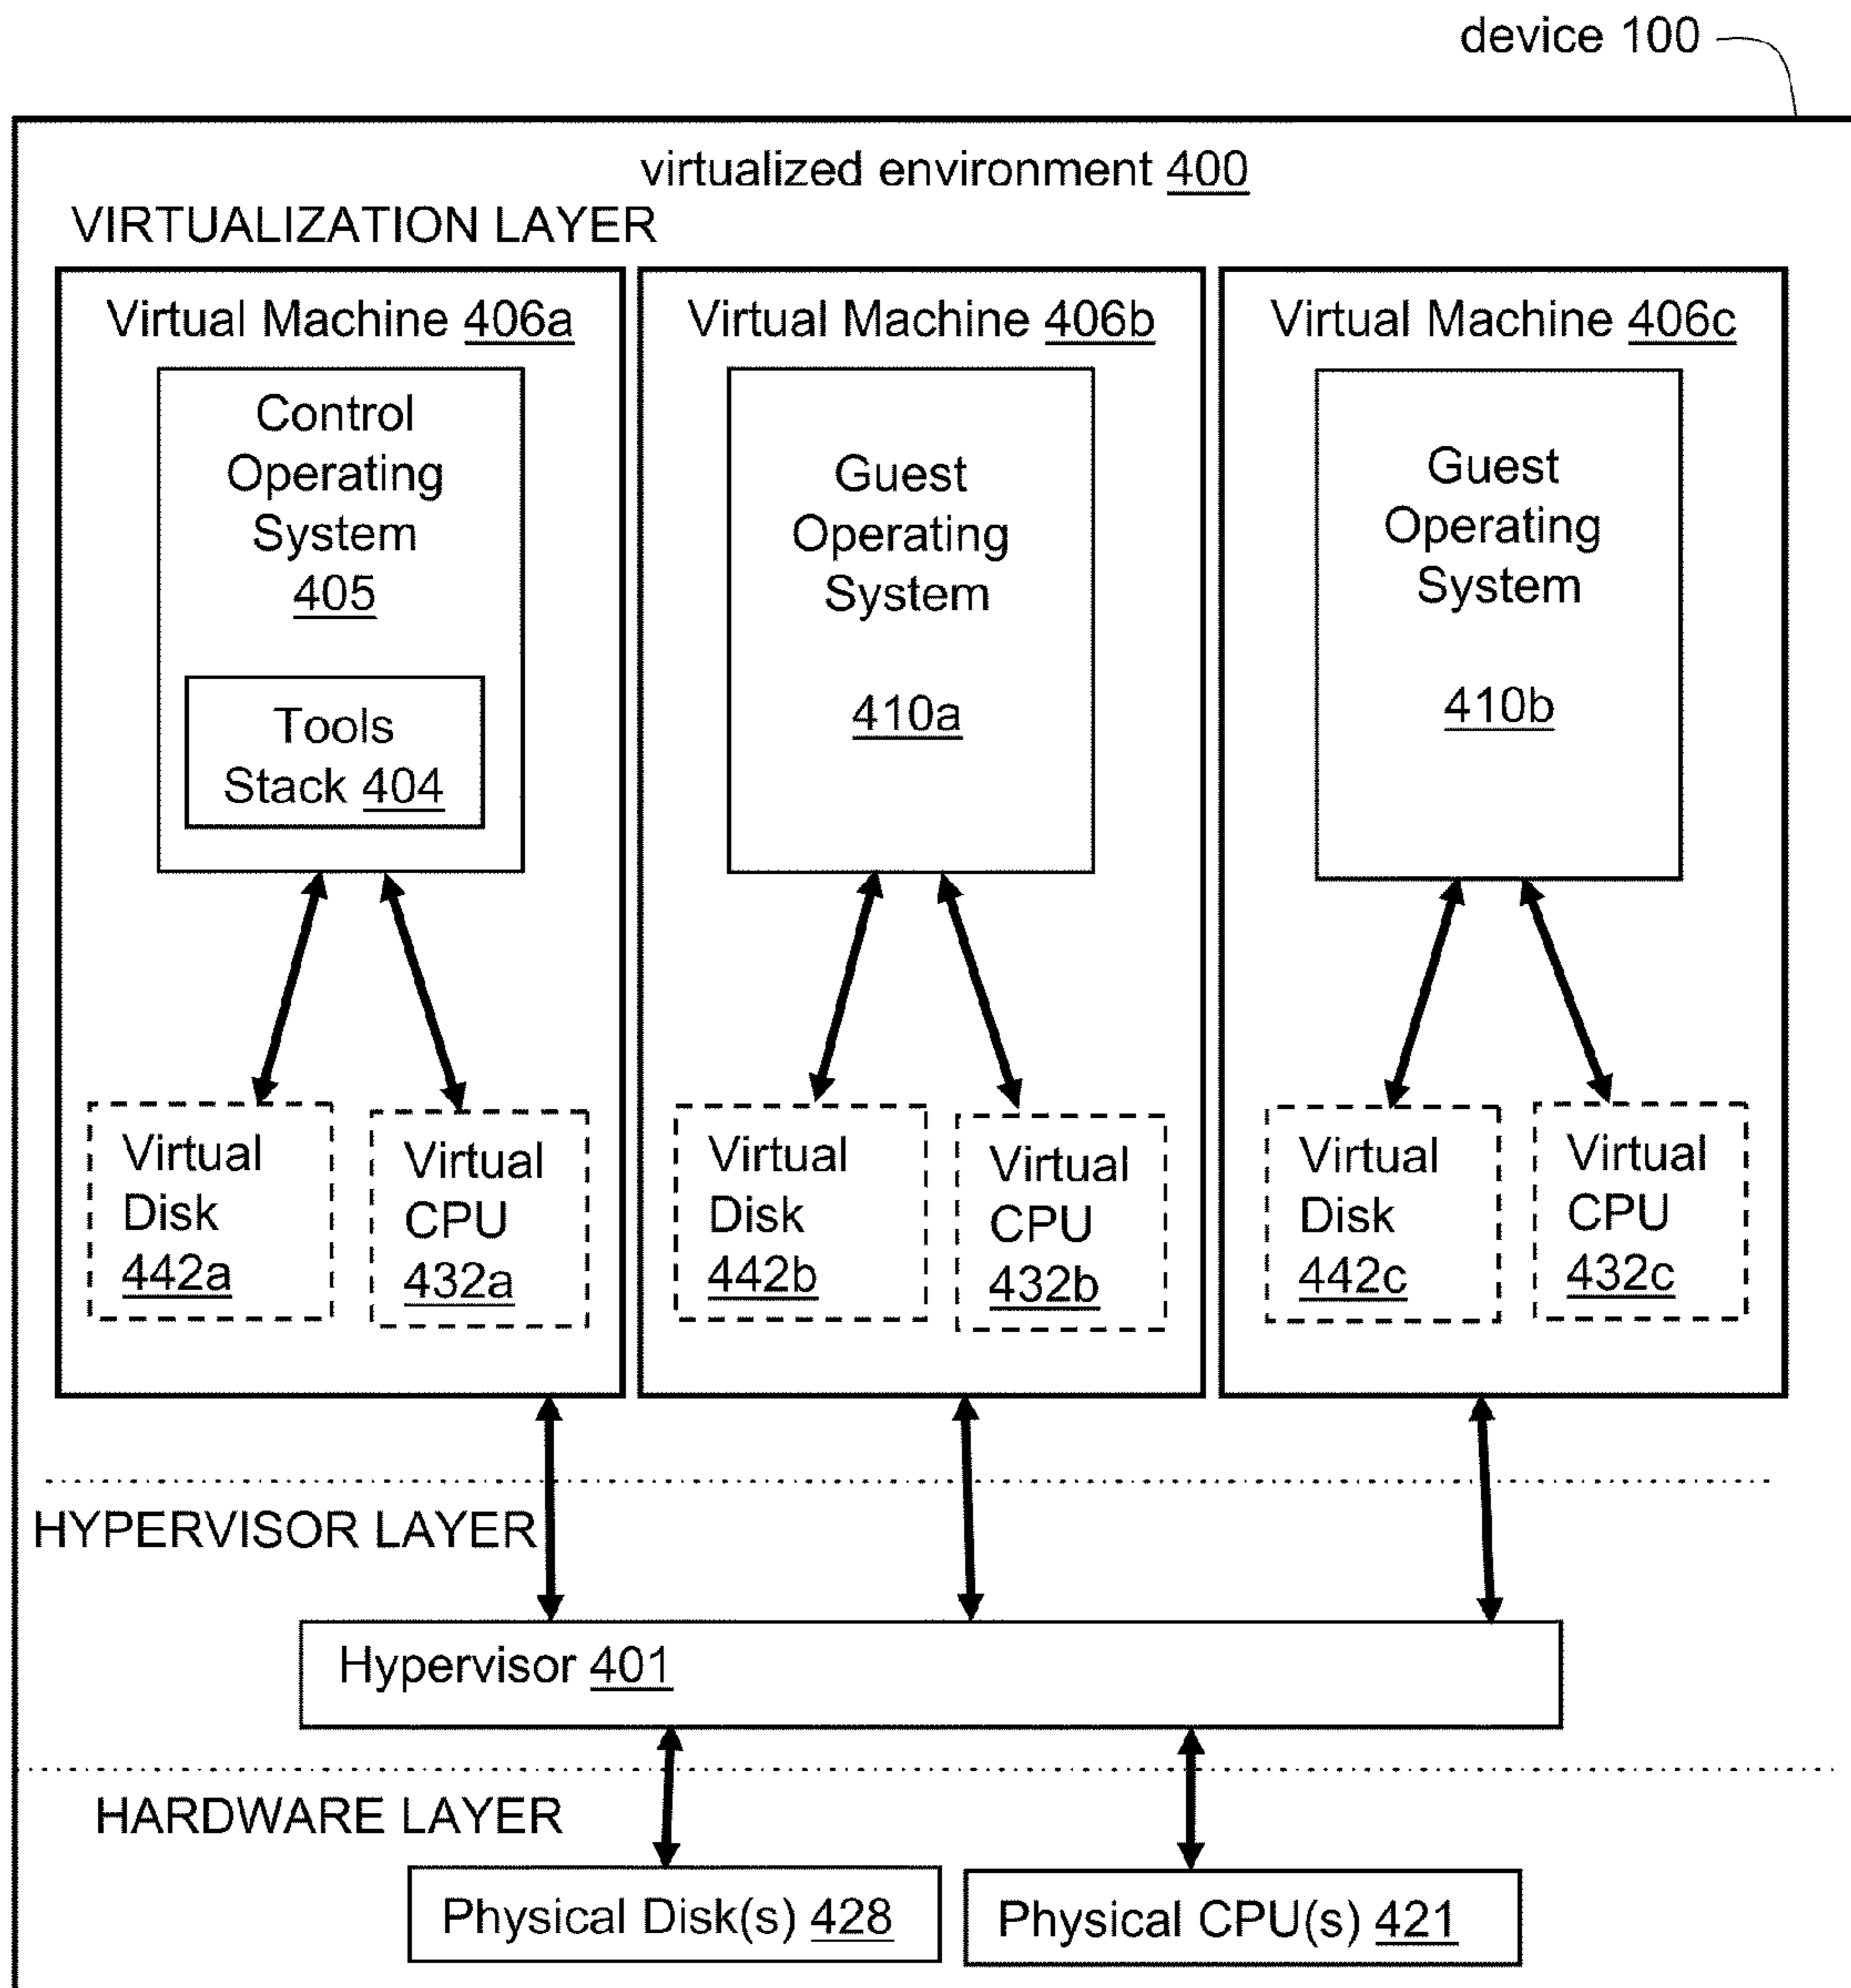 device 100
virtualized environment 400
VIRTUALIZATION LAYER
Virtual Machine 406a
Control
Operating
System
405
Tools
Stack 404
Virtual
Disk
442a
Virtual
CPU
432a
Virtual Machine 406b
Guest
Operating
System
410a
Virtual
Disk
442b
Virtual
CPU
432b
Virtual Machine 406c
Guest
Operating
System
410b
Virtual
Disk
442c
Virtual
CPU
432c
HYPERVISOR LAYER
Hypervisor 401
HARDWARE LAYER
Physical Disk(s) 428
Physical CPU(s) 421